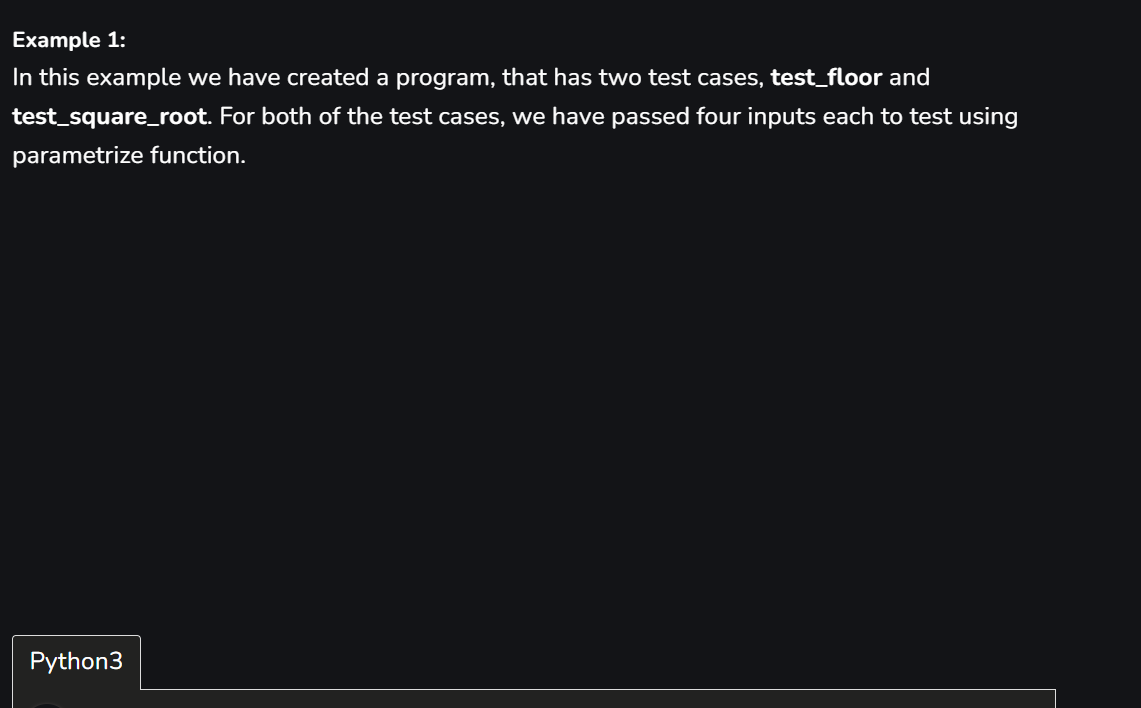 Example 1:
In this example we have created a program, that has two test cases, test_floor and
test_square_root. For both of the test cases, we have passed four inputs each to test using
parametrize function.
Python3